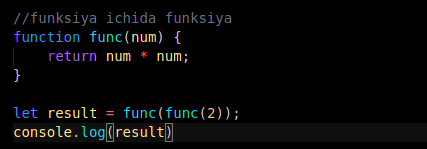 //funksiya ichida funksiya
function func(num) {
    return num * num;
}

let result = func(func(2));
console.log(result)